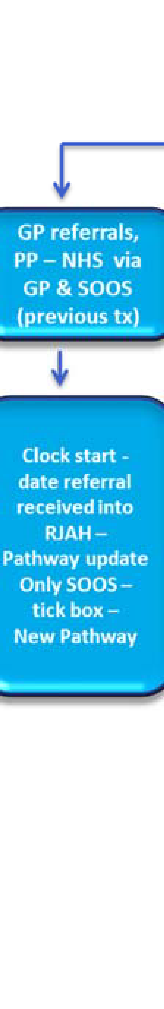 GP referrals,
PP – NHS via
GP & SOOS
(previous tx)
Clock start -
date referral
received into
RJAH –
Pathway update
Only SOOS –
tick box –
New Pathway